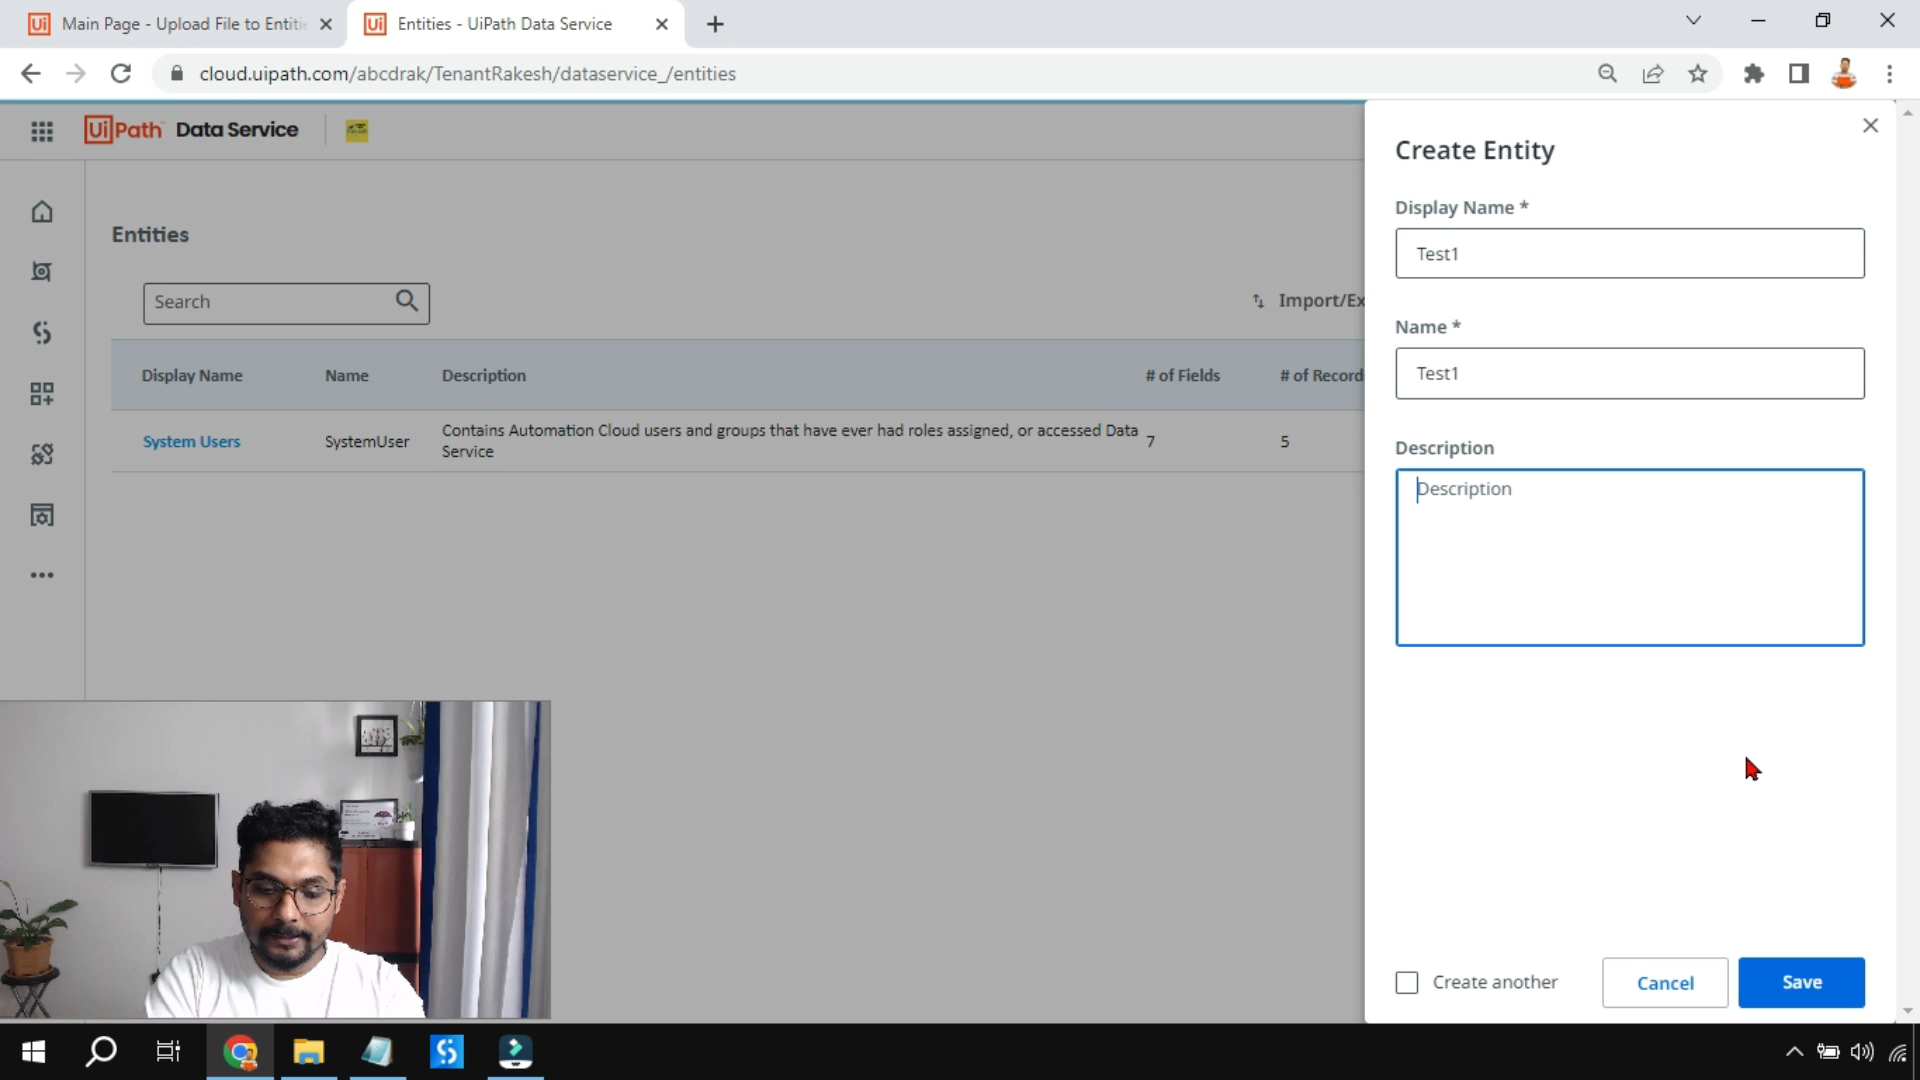 Main Page - Upload File to Entitie
Entities - UiPath Data Service
cloud.uipath.com/abcdrak/TenantRakesh/dataservice_/entities
UiPath Data Service
Create Entity
Display Name *
Test1
Name *
Test1
Description
Description
Entities
Search
Import/Ex
Display Name Name Description # of Fields # of Record
System Users SystemUser Contains Automation Cloud users and groups that have ever had roles assigned, or accessed Data 7 5
Service
Create another Cancel Save